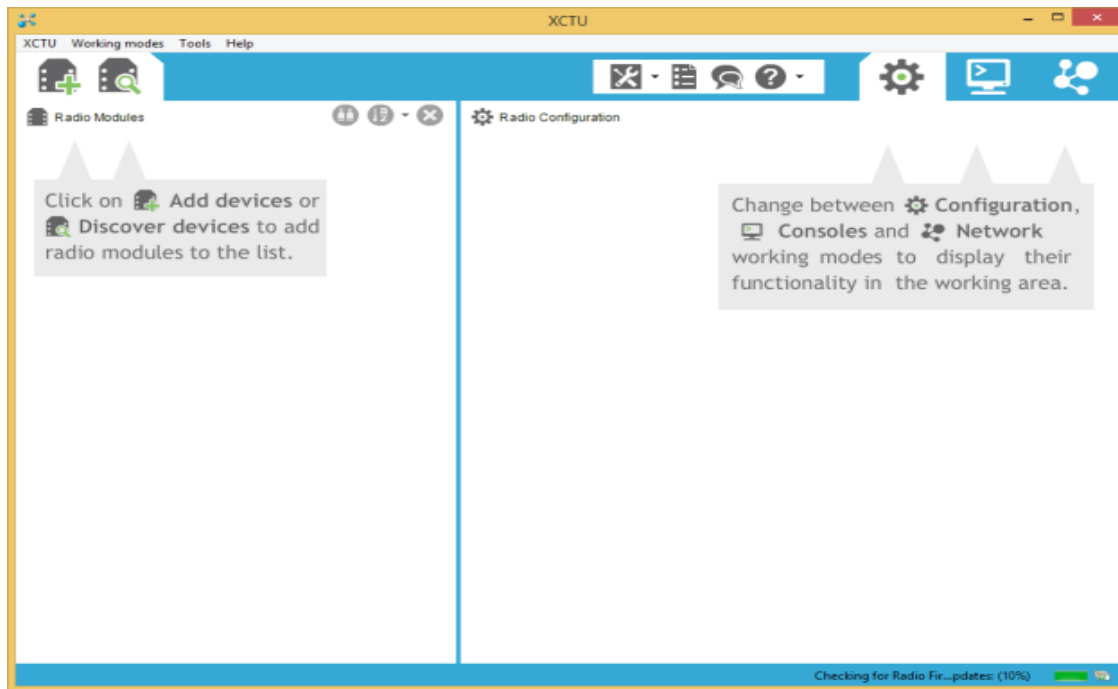 XCTU
XCTU Working modes Tools Help
Radio Modules
Radio Configuration
Click on Add devices or
Discover devices to add
radio modules to the list.
Change between Configuration,
Consoles and Network
working modes to display their
functionality in the working area.
Checking for Radio Fir...pdates: (10%)